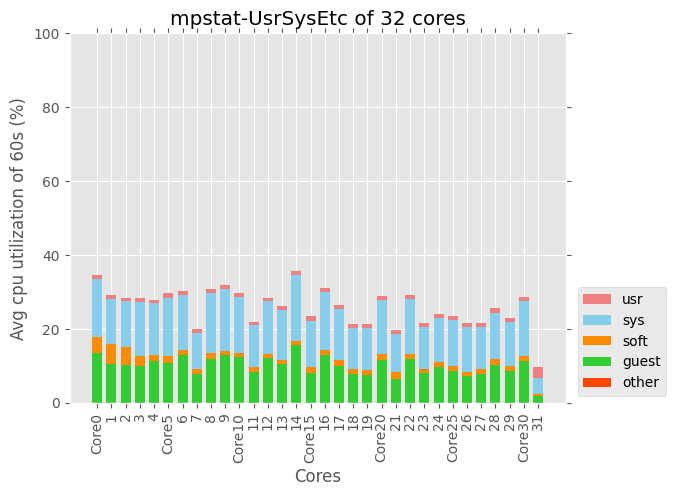 mpstat-UsrSysEtc of 32 cores
Avg cpu utilization of 60s (%)
100
80
60
40
20
0
Core0
1
2
3
4
Core5
6
7
8
9
Core10
11
12
13
14
Core15
16
17
18
19
Core20
21
22
23
24
Core25
26
27
28
29
Core30
31
Cores
usr
sys
soft
guest
other